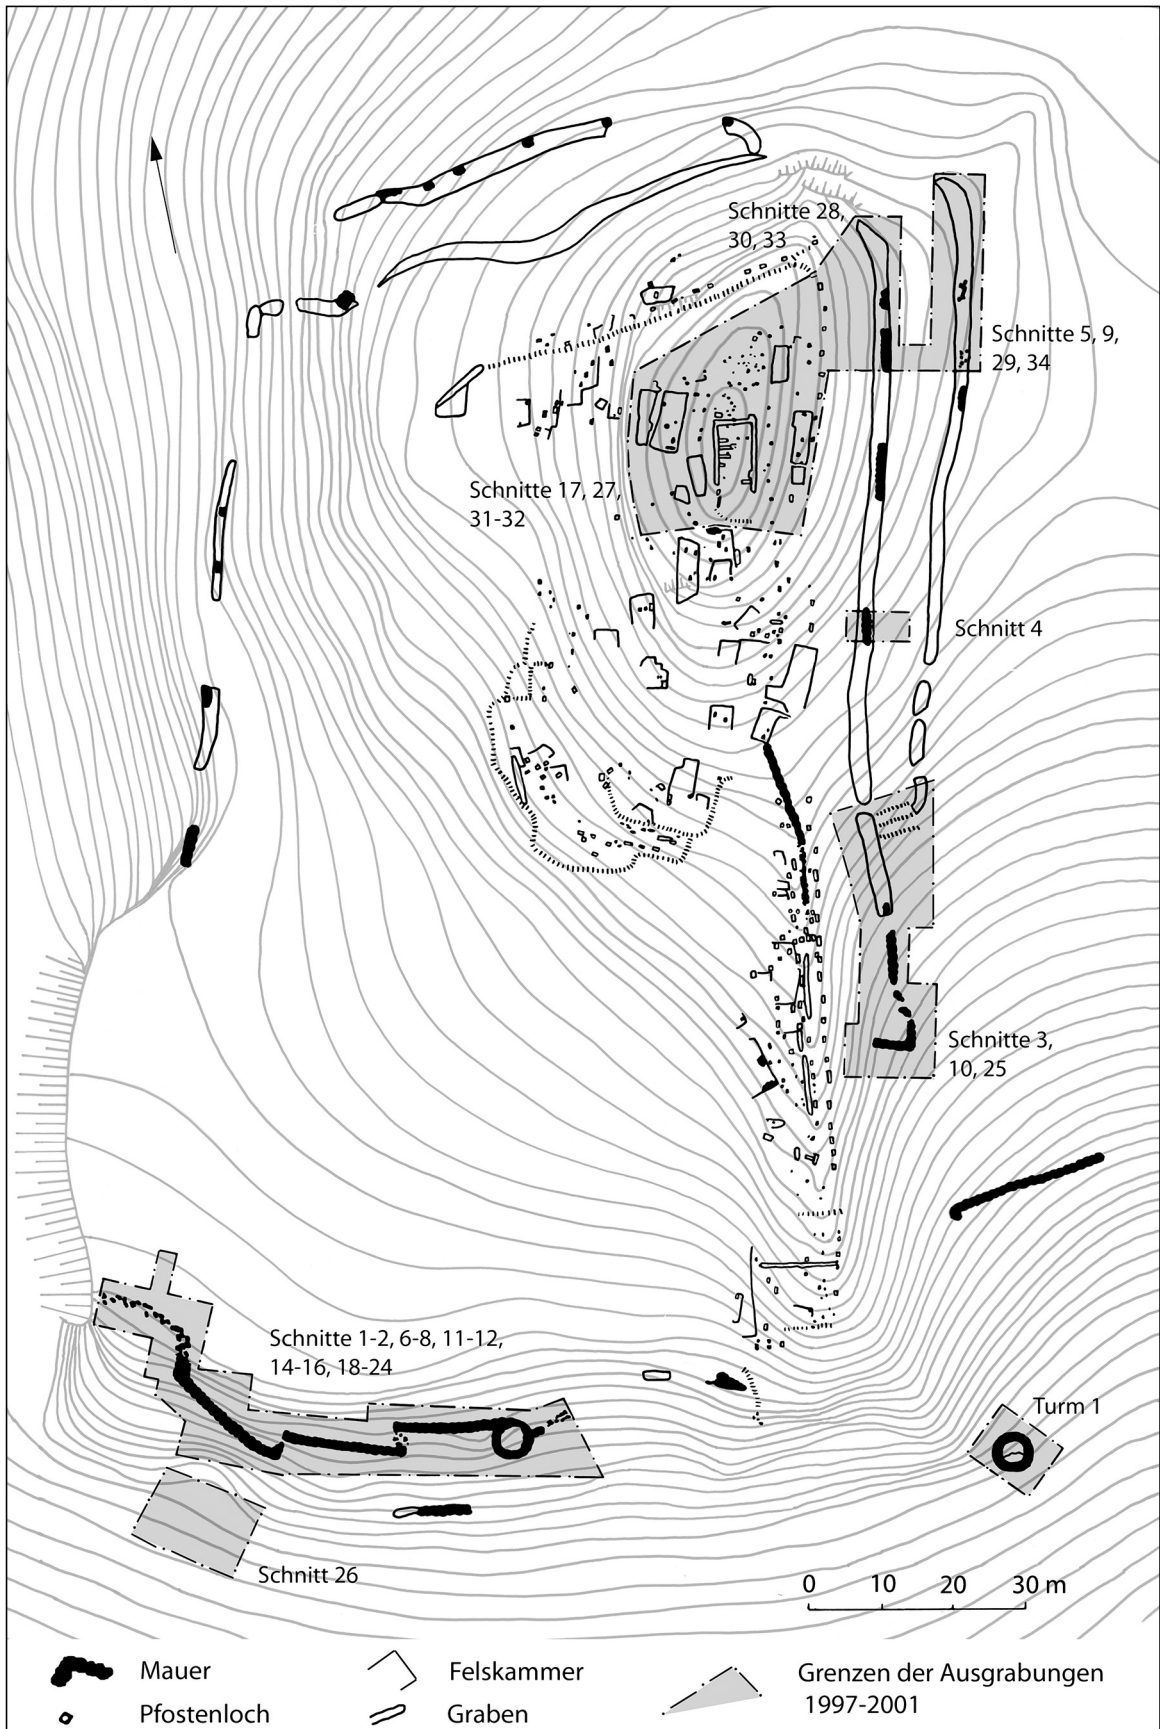 Schnitte 28,
30, 33
Schnitte 5, 9,
29, 34
Schnitte 17, 27,
31-32
Schnitt 4
Schnitte 3,
10, 25
Schnitte 1-2, 6-8, 11-12,
14-16, 18-24
Turm 1
Schnitt 26
0 10 20 30 m
Mauer
Felskammer
Grenzen der Ausgrabungen
1997-2001
Pfostenloch
Graben